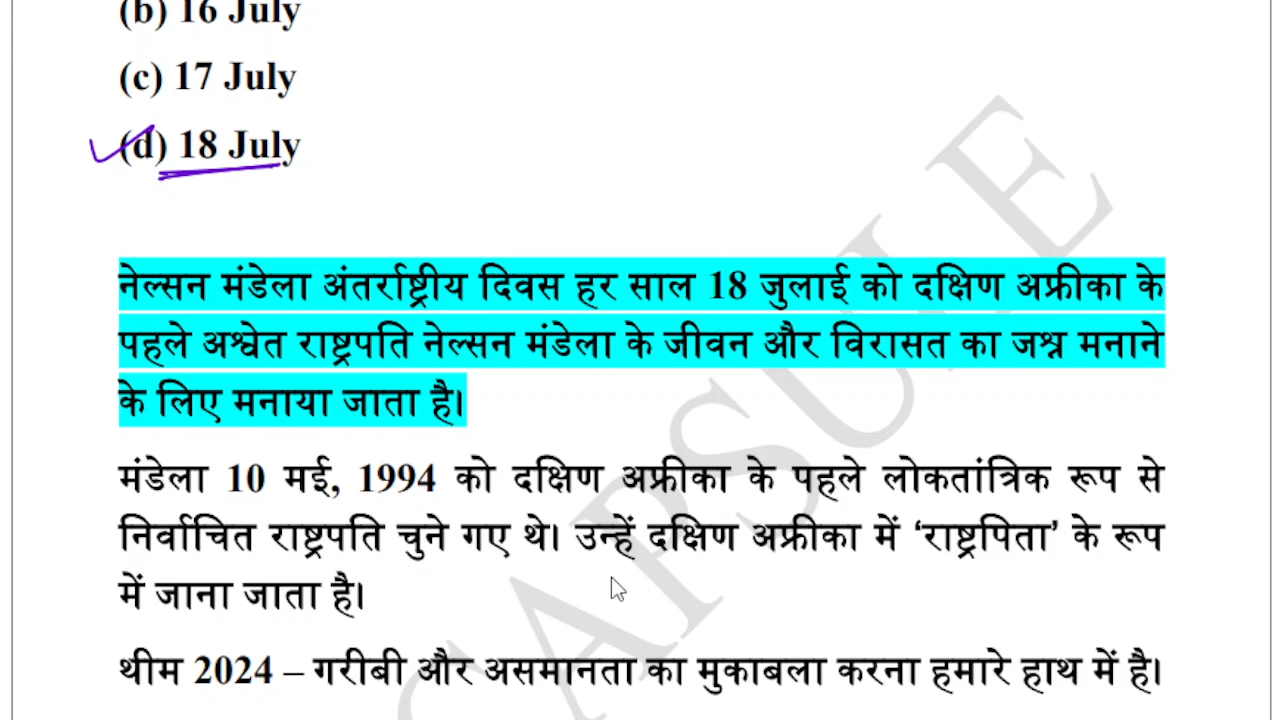 (b) 16 July
(c) 17 July
(d) 18 July
नेल्सन मंडेला अंतर्राष्ट्रीय दिवस हर साल 18 जुलाई को दक्षिण अफ्रीका के
पहले अश्वेत राष्ट्रपति नेल्सन मंडेला के जीवन और विरासत का जश्न मनाने
के लिए मनाया जाता है।
मंडेला 10 मई, 1994 को दक्षिण अफ्रीका के पहले लोकतांत्रिक रूप से
निर्वाचित राष्ट्रपति चुने गए थे। उन्हें दक्षिण अफ्रीका में ‘राष्ट्रपिता’ के रूप
में जाना जाता है।
थीम 2024 – गरीबी और असमानता का मुकाबला करना हमारे हाथ में है।
CAPSULE